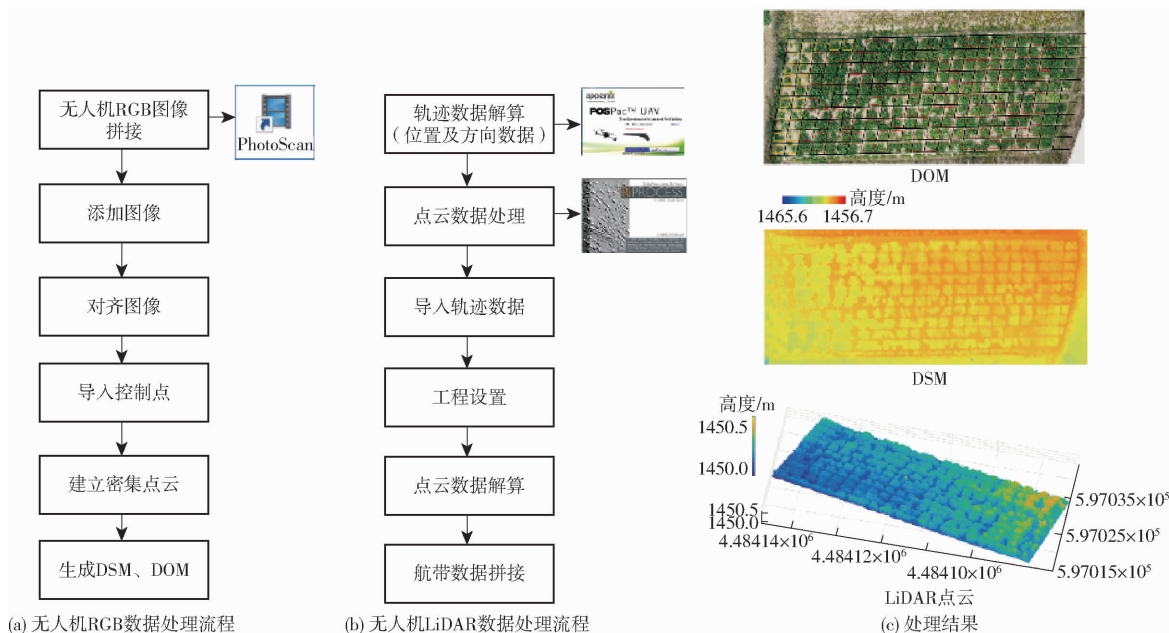 无人机RGB图像
拼接
PhotoScan
添加图像
对齐图像
导入控制点
建立密集点云
生成DSM、DOM
(a) 无人机RGB数据处理流程
轨迹数据解算
(位置及方向数据)
POSPac™ UAV
点云数据处理
PROCESS
导入轨迹数据
工程设置
点云数据解算
航带数据拼接
(b) 无人机LiDAR数据处理流程
DOM
高度/m
1465.6 1456.7
DSM
高度/m
1450.5
1450.0
1450.5
1450.0
4.48414×10⁶
4.48412×10⁶
4.48410×10⁶
5.97035×10⁵
5.97025×10⁵
5.97015×10⁵
LiDAR点云
(c) 处理结果